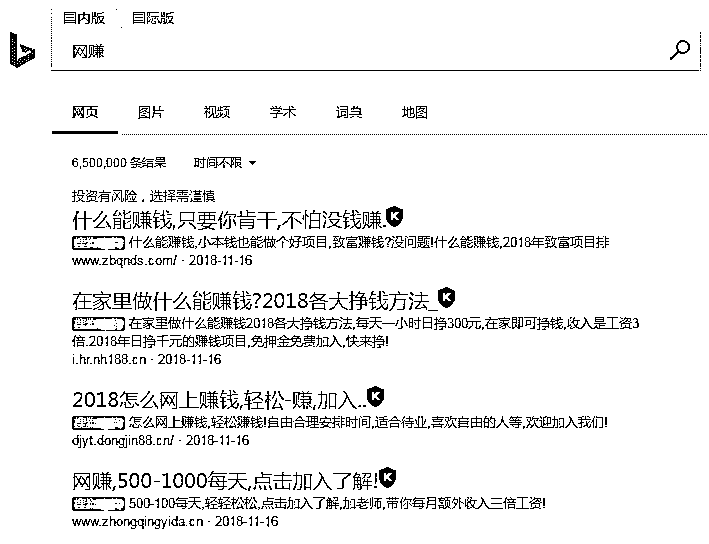 国内版 国际版
网赚
网页 图片 视频 学术 词典 地图
6,500,000 条结果 时间不限
投资有风险，选择需谨慎
什么能赚钱,只要你肯干,不怕没钱赚.
什么能赚钱,小本钱也能做个好项目,致富赚钱?没问题!什么能赚钱,2018年致富项目排
www.zbqnds.com/ · 2018-11-16
在家里做什么能赚钱?2018各大挣钱方法_
在家里做什么能赚钱2018各大挣钱方法,每天一小时日挣300元,在家即可挣钱,收入是工资3
倍.2018年日挣千元的赚钱项目,免押金免费加入,快来挣!
i.hr.nh188.cn · 2018-11-16
2018怎么网上赚钱,轻松-赚,加入..
怎么网上赚钱,轻松赚钱!自由合理安排时间,适合待业,喜欢自由的人等,欢迎加入我们!
djyt.dongjin88.cn/ · 2018-11-16
网赚,500-1000每天,点击加入了解!
500-100每天,轻轻松松,点击加入了解,加老师,带你每月额外收入三倍工资!
www.zhongqingyida.cn · 2018-11-16